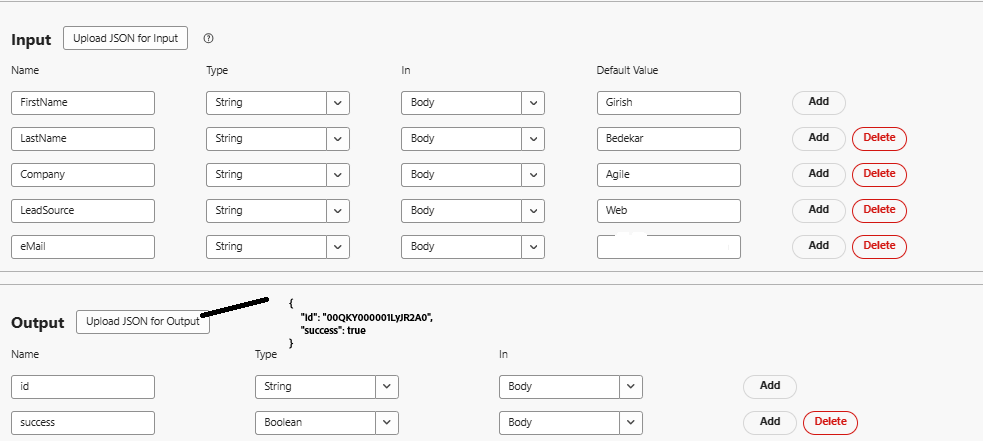 Input Upload JSON for Input ?
Name Type In Default Value
FirstName String Body Girish Add
LastName String Body Bedekar Add Delete
Company String Body Agile Add Delete
LeadSource String Body Web Add Delete
eMail String Body Add Delete
Output Upload JSON for Output
{
"id": "00QKY000001LyJR2A0",
"success": true
}
Name Type In
id String Body Add
success Boolean Body Add Delete